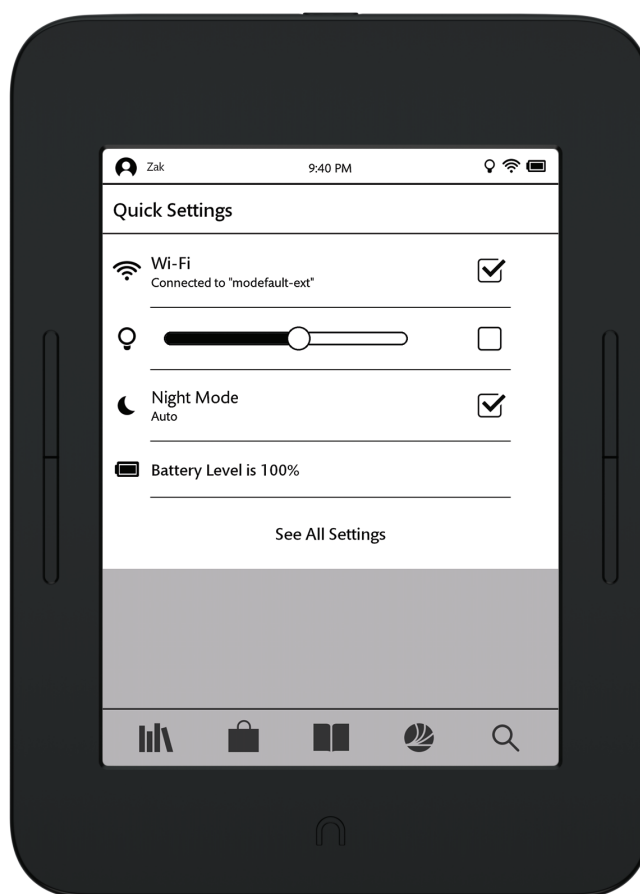 Zak
9:40 PM
Quick Settings
Wi-Fi
Connected to "modefault-ext"
Night Mode
Auto
Battery Level is 100%
See All Settings